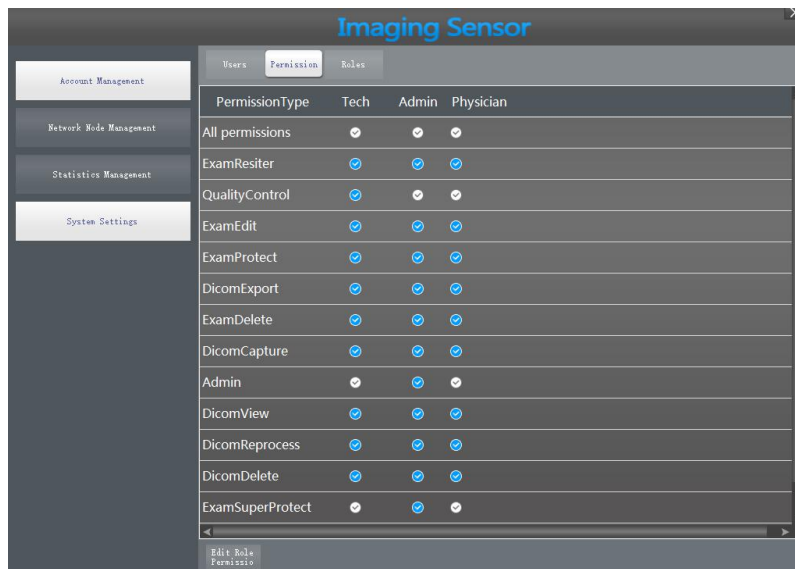 Imaging Sensor
Account Management
Network Node Management
Statistics Management
System Settings
Users Permission Roles
PermissionType Tech Admin Physician
All permissions
ExamResiter
QualityControl
ExamEdit
ExamProtect
DicomExport
ExamDelete
DicomCapture
Admin
DicomView
DicomReprocess
DicomDelete
ExamSuperProtect
Edit Role
Permissio